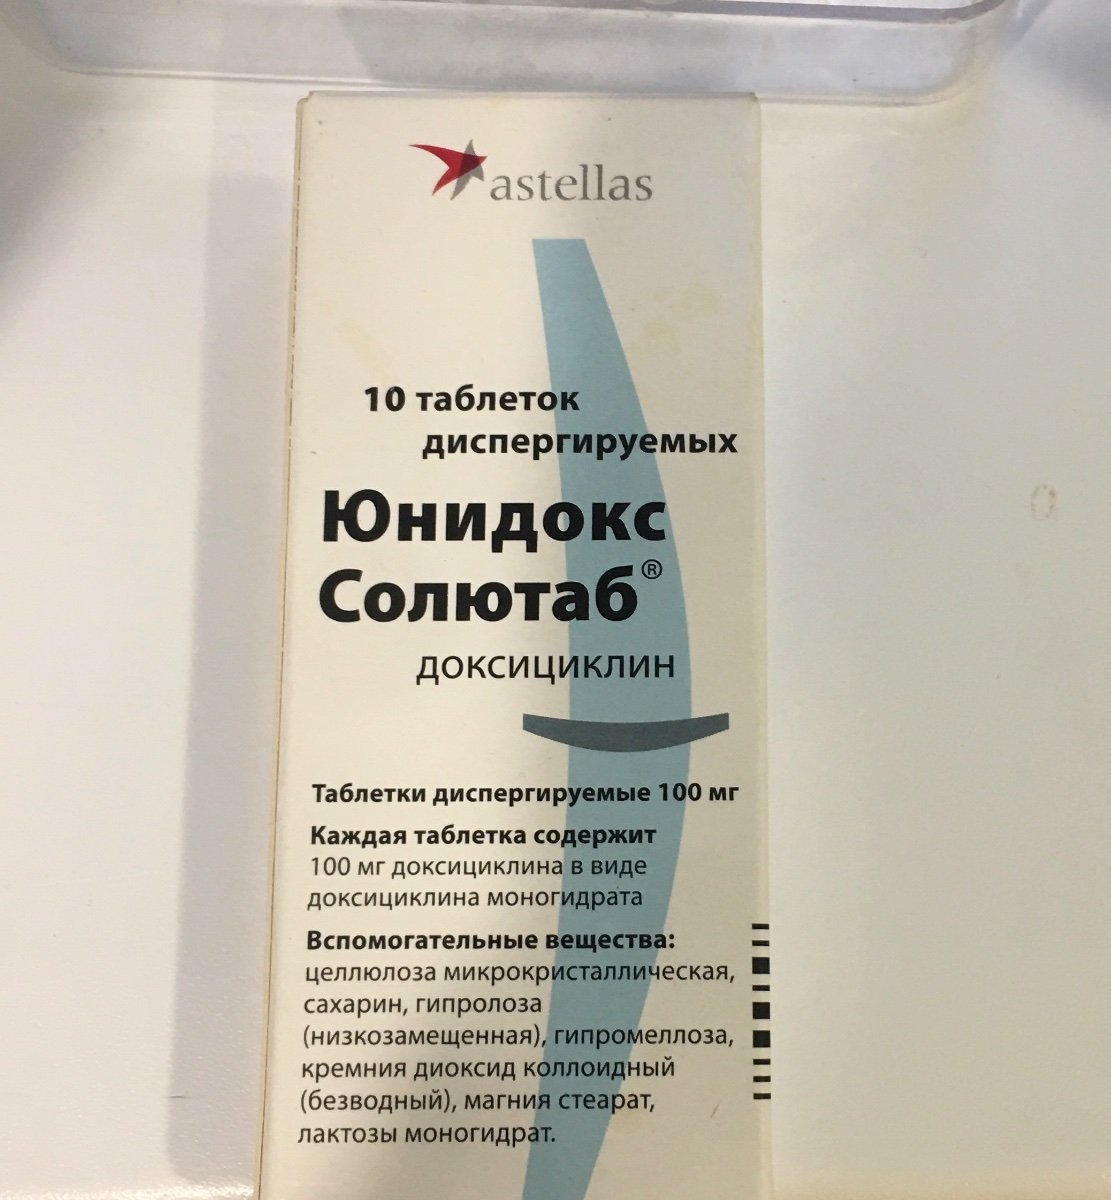 astellas
10 таблеток
диспергируемых
Юнидокс
Солютаб®
доксициклин
Таблетки диспергируемые 100 мг
Каждая таблетка содержит
100 мг доксициклина в виде
доксициклина моногидрата
Вспомогательные вещества:
целлюлоза микрокристаллическая,
сахарин, гипролоза
(низкозамещенная), гипромеллоза,
кремния диоксид коллоидный
(безводный), магния стеарат,
лактозы моногидрат.